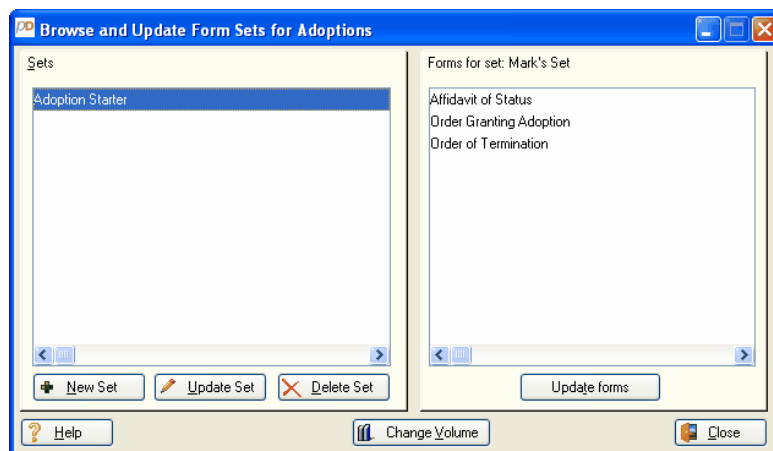 Browse and Update Form Sets for Adoptions
Sets
Adoption Starter
New Set
Update Set
Delete Set
Forms for set: Mark's Set
Affidavit of Status
Order Granting Adoption
Order of Termination
Update forms
Help
Change Volume
Close